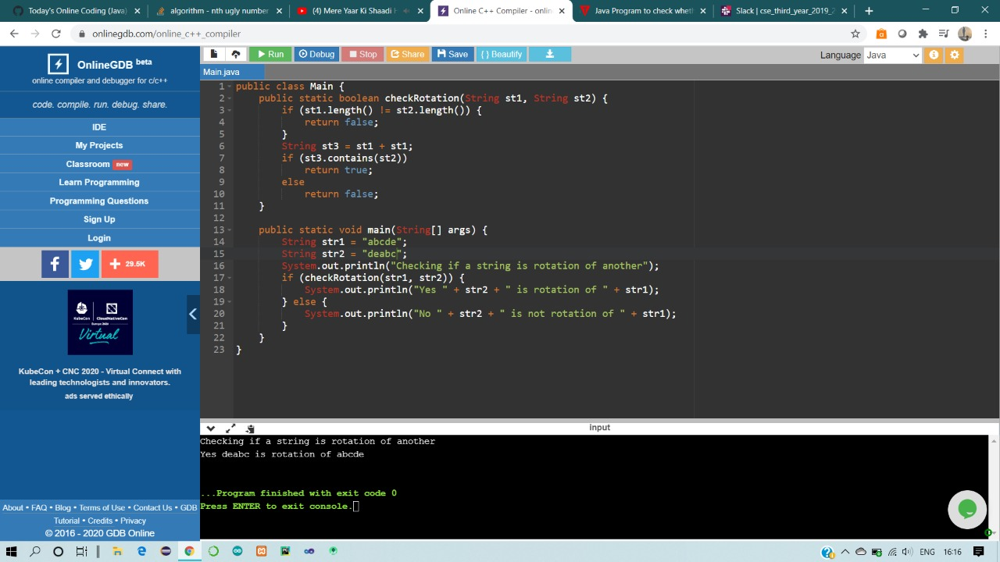 Today's Coding (Java)
algorithm - nth ugly number
(4) Mere Yaar Ki Shaadi H
Online C++ Compiler - onlin
Java Program to check wheth
Slack | cse_third_year_2019_2
onlinegdb.com/online_c++_compiler
OnlineGDB beta
online compiler and debugger for c/c++
code. compile. run. debug. share.
IDE
My Projects
Classroom new
Learn Programming
Programming Questions
Sign Up
Login
29.5K
KubeCon CloudNativeCon
Europe 2020
Virtual
KubeCon + CNC 2020 - Virtual Connect with
leading technologists and innovators.
ads served ethically
About • FAQ • Blog • Terms of Use • Contact Us • GDB
Tutorial • Credits • Privacy
© 2016 - 2020 GDB Online
Run Debug Stop Share Save { } Beautify
Language Java
Main.java
1 public class Main {
2 public static boolean checkRotation(String st1, String st2) {
3 if (st1.length() != st2.length()) {
4 return false;
5 }
6 String st3 = st1 + st1;
7 if (st3.contains(st2))
8 return true;
9 else
10 return false;
11 }
12
13 public static void main(String[] args) {
14 String str1 = "abcde";
15 String str2 = "deabc";
16 System.out.println("Checking if a string is rotation of another");
17 if (checkRotation(str1, str2)) {
18 System.out.println("Yes " + str2 + " is rotation of " + str1);
19 } else {
20 System.out.println("No " + str2 + " is not rotation of " + str1);
21 }
22 }
23 }
input
Checking if a string is rotation of another
Yes deabc is rotation of abcde
...Program finished with exit code 0
Press ENTER to exit console.
ENG 16:16